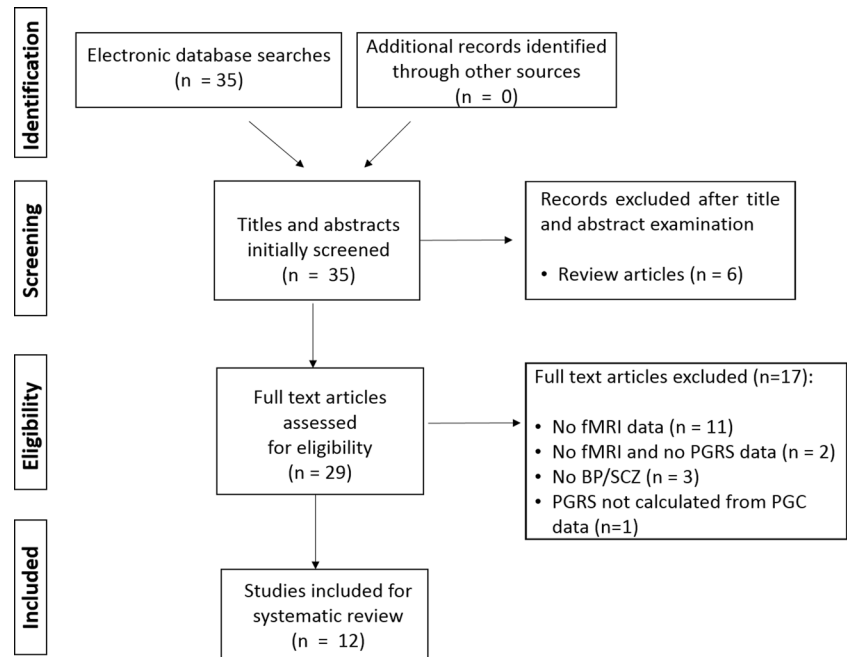 Identification
Electronic database searches
(n = 35)
Additional records identified
through other sources
(n = 0)
Screening
Titles and abstracts
initially screened
(n = 35)
Records excluded after title
and abstract examination
• Review articles (n = 6)
Eligibility
Full text articles
assessed
for eligibility
(n = 29)
Full text articles excluded (n=17):
• No fMRI data (n = 11)
• No fMRI and no PGRS data (n = 2)
• No BP/SCZ (n = 3)
• PGRS not calculated from PGC
data (n=1)
Included
Studies included for
systematic review
(n = 12)